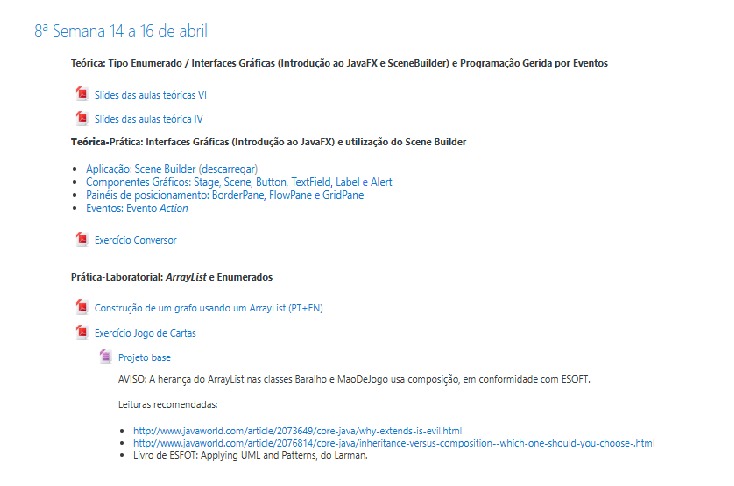 8ª Semana 14 a 16 de abril
Teórica: Tipo Enumerado / Interfaces Gráficas (Introdução ao JavaFX e SceneBuilder) e Programação Gerida por Eventos
Slides das aulas teóricas VI
Slides das aulas teórica IV
Teórica-Prática: Interfaces Gráficas (Introdução ao JavaFX) e utilização do Scene Builder
• Aplicação: Scene Builder (descarregar)
• Componentes Gráficos: Stage, Scene, Button, TextField, Label e Alert
• Painéis de posicionamento: BorderPane, FlowPane e GridPane
• Eventos: Evento Action
Exercício Conversor
Prática-Laboratorial: ArrayList e Enumerados
Construção de um grafo usando um ArrayList (PT+EN)
Exercício Jogo de Cartas
Projeto base
AVISO: A herança do ArrayList nas classes Baralho e MaoDeJogo usa composição, em conformidade com ESOFT.
Leituras recomendadas:
• http://www.javaworld.com/article/2073649/core-java/why-extends-is-evil.html
• http://www.javaworld.com/article/2076814/core-java/inheritance-versus-composition--which-one-should-you-choose-.htm
• Livro de ESFOT: Applying UML and Patterns, do Larman.